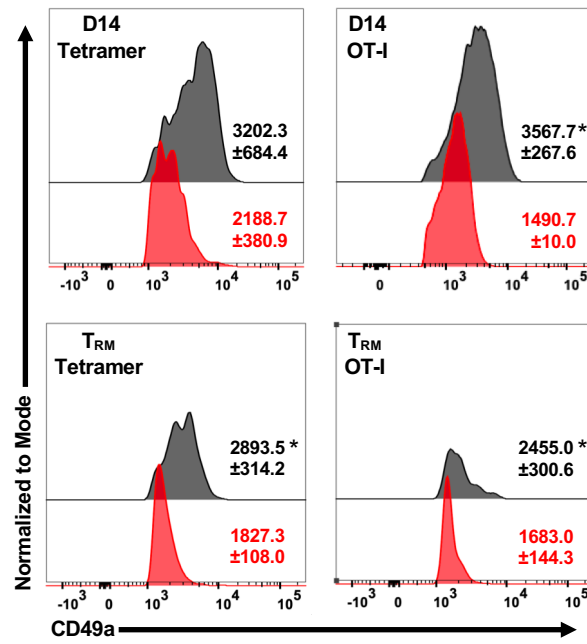 D14
Tetramer
3202.3
±684.4
2188.7
±380.9
-10³ 0 10³ 10⁴ 10⁵
D14
OT-I
3567.7 *
±267.6
1490.7
±10.0
0 10³ 10⁴ 10⁵
TRM
Tetramer
2893.5 *
±314.2
1827.3
±108.0
-10³ 0 10³ 10⁴ 10⁵
TRM
OT-I
2455.0 *
±300.6
1683.0
±144.3
-10³ 0 10³ 10⁴ 10⁵
Normalized to Mode
CD49a